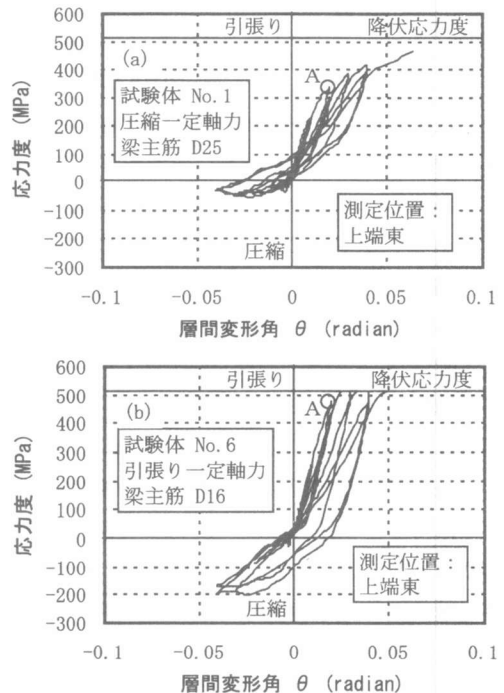 600
引張り 降伏応力度
500
(a)
A
400
試験体 No.1
圧縮一定軸力
梁主筋 D25
300
200
100
0
測定位置：
上端東
-100
-200
圧縮
-300
応力度 (MPa)
-0.1 -0.05 0 0.05 0.1
層間変形角 θ (radian)
600
引張り 降伏応力度
500
(b)
A
400
試験体 No.6
引張り一定軸力
梁主筋 D16
300
200
100
0
測定位置：
上端東
-100
-200
圧縮
-300
応力度 (MPa)
-0.1 -0.05 0 0.05 0.1
層間変形角 θ (radian)